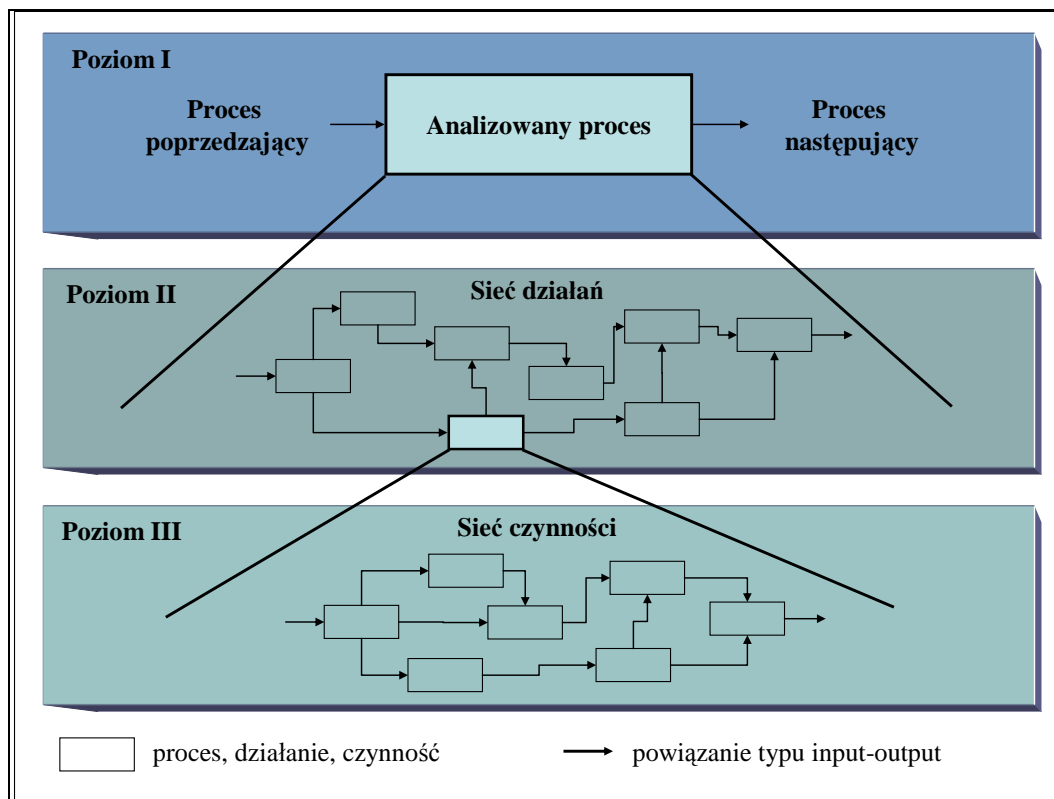 Poziom I
Proces
poprzedzający
Analizowany proces
Proces
następujący
Poziom II
Sieć działań
Poziom III
Sieć czynności
proces, działanie, czynność
powiązanie typu input-output